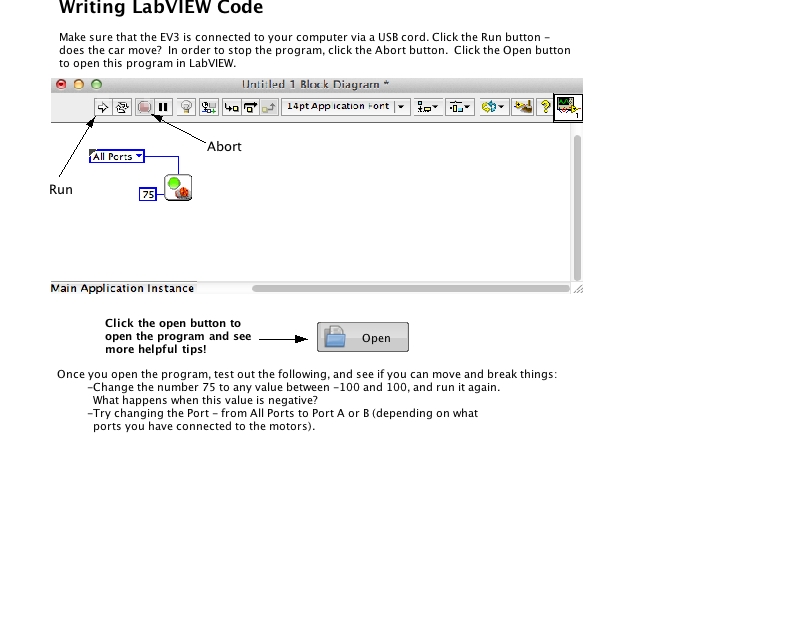 Writing LabVIEW Code
Make sure that the EV3 is connected to your computer via a USB cord. Click the Run button –
does the car move?  In order to stop the program, click the Abort button.  Click the Open button
to open this program in LabVIEW.
Untitled 1 Block Diagram *
14pt Application Font
?
1
Abort
All Ports
Run
75
Main Application Instance
Click the open button to
open the program and see
more helpful tips!
Open
Once you open the program, test out the following, and see if you can move and break things:
–Change the number 75 to any value between –100 and 100, and run it again.
What happens when this value is negative?
–Try changing the Port – from All Ports to Port A or B (depending on what
ports you have connected to the motors).